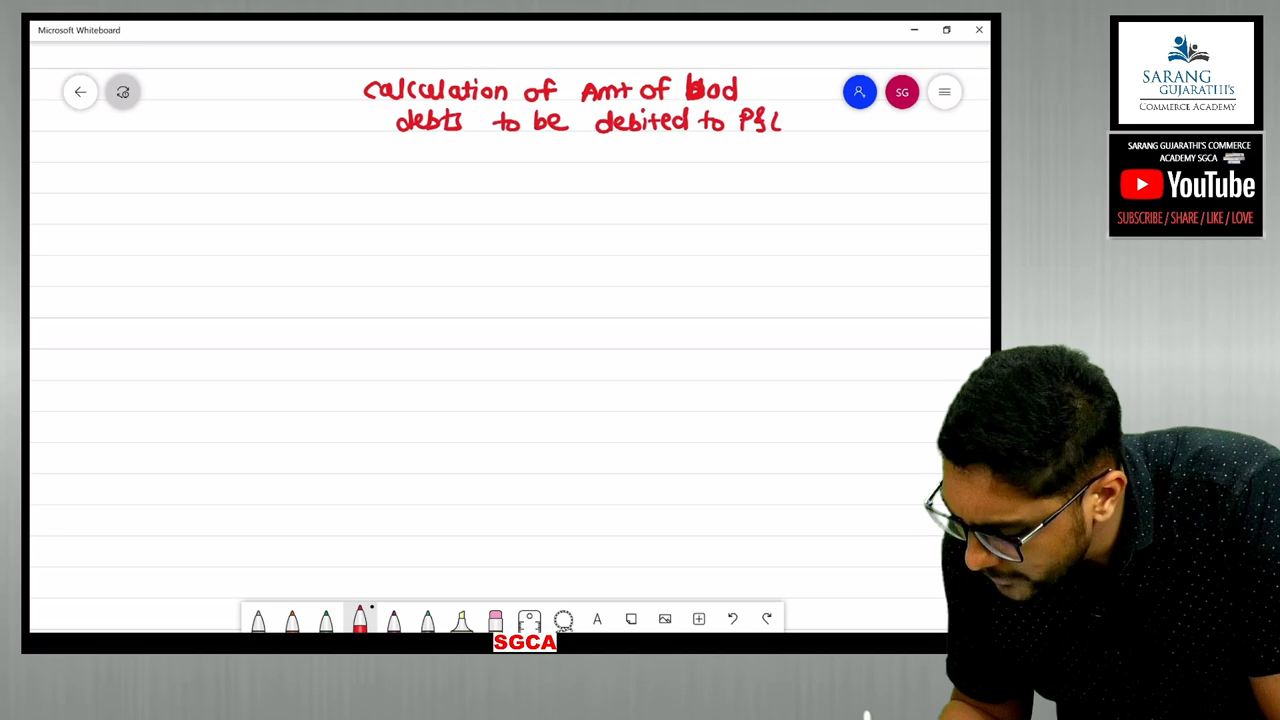 Microsoft Whiteboard
Calculation of Amt of bad
debts to be debited to P&L
SG
SARANG
GUJARATHI'S
COMMERCE ACADEMY
SARANG GUJARATHI'S COMMERCE
ACADEMY SGCA
YouTube
SUBSCRIBE / SHARE / LIKE / LOVE
A
SGCA